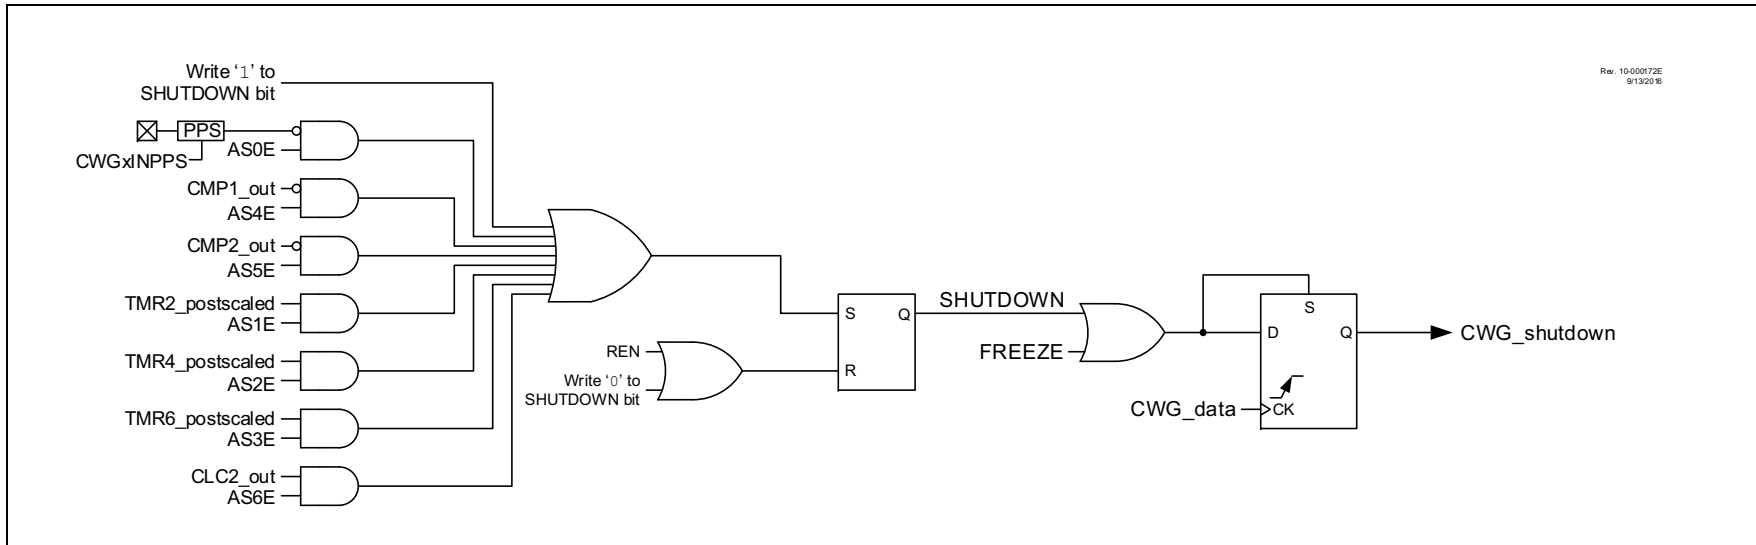 Write ‘1’ to
SHUTDOWN bit
Rev. 10-000172E
9/13/2016
PPS
AS0E
CWGxINPPS
CMP1_out
AS4E
CMP2_out
AS5E
TMR2_postscaled
AS1E
TMR4_postscaled
AS2E
TMR6_postscaled
AS3E
CLC2_out
AS6E
REN
Write ‘0’ to
SHUTDOWN bit
S
Q
R
SHUTDOWN
FREEZE
S
D
Q
CWG_data
CK
CWG_shutdown